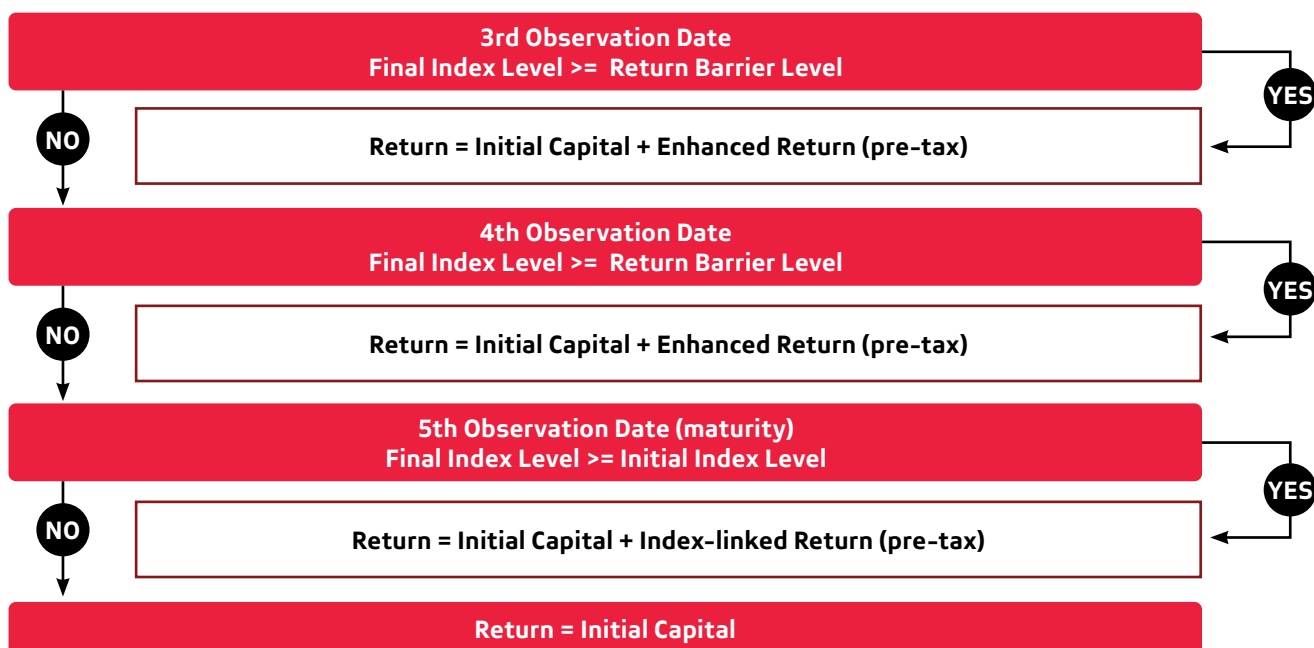 3rd Observation Date
Final Index Level >= Return Barrier Level
YES
NO
Return = Initial Capital + Enhanced Return (pre-tax)
4th Observation Date
Final Index Level >= Return Barrier Level
YES
NO
Return = Initial Capital + Enhanced Return (pre-tax)
5th Observation Date (maturity)
Final Index Level >= Initial Index Level
YES
NO
Return = Initial Capital + Index-linked Return (pre-tax)
Return = Initial Capital